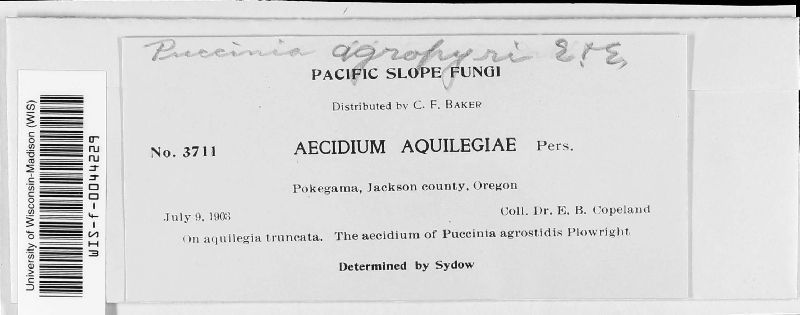 Puccinia agropyri E. & E.
PACIFIC SLOPE FUNGI
Distributed by C. F. BAKER
No. 3711 AECIDIUM AQUILEGIAE Pers.
Pokegama, Jackson county, Oregon
July 9, 1903 Coll. Dr. E. B. Copeland
On aquilegia truncata. The aecidium of Puccinia agrostidis Plowright
Determined by Sydow
University of Wisconsin-Madison (WIS)
WIS-f-0044229